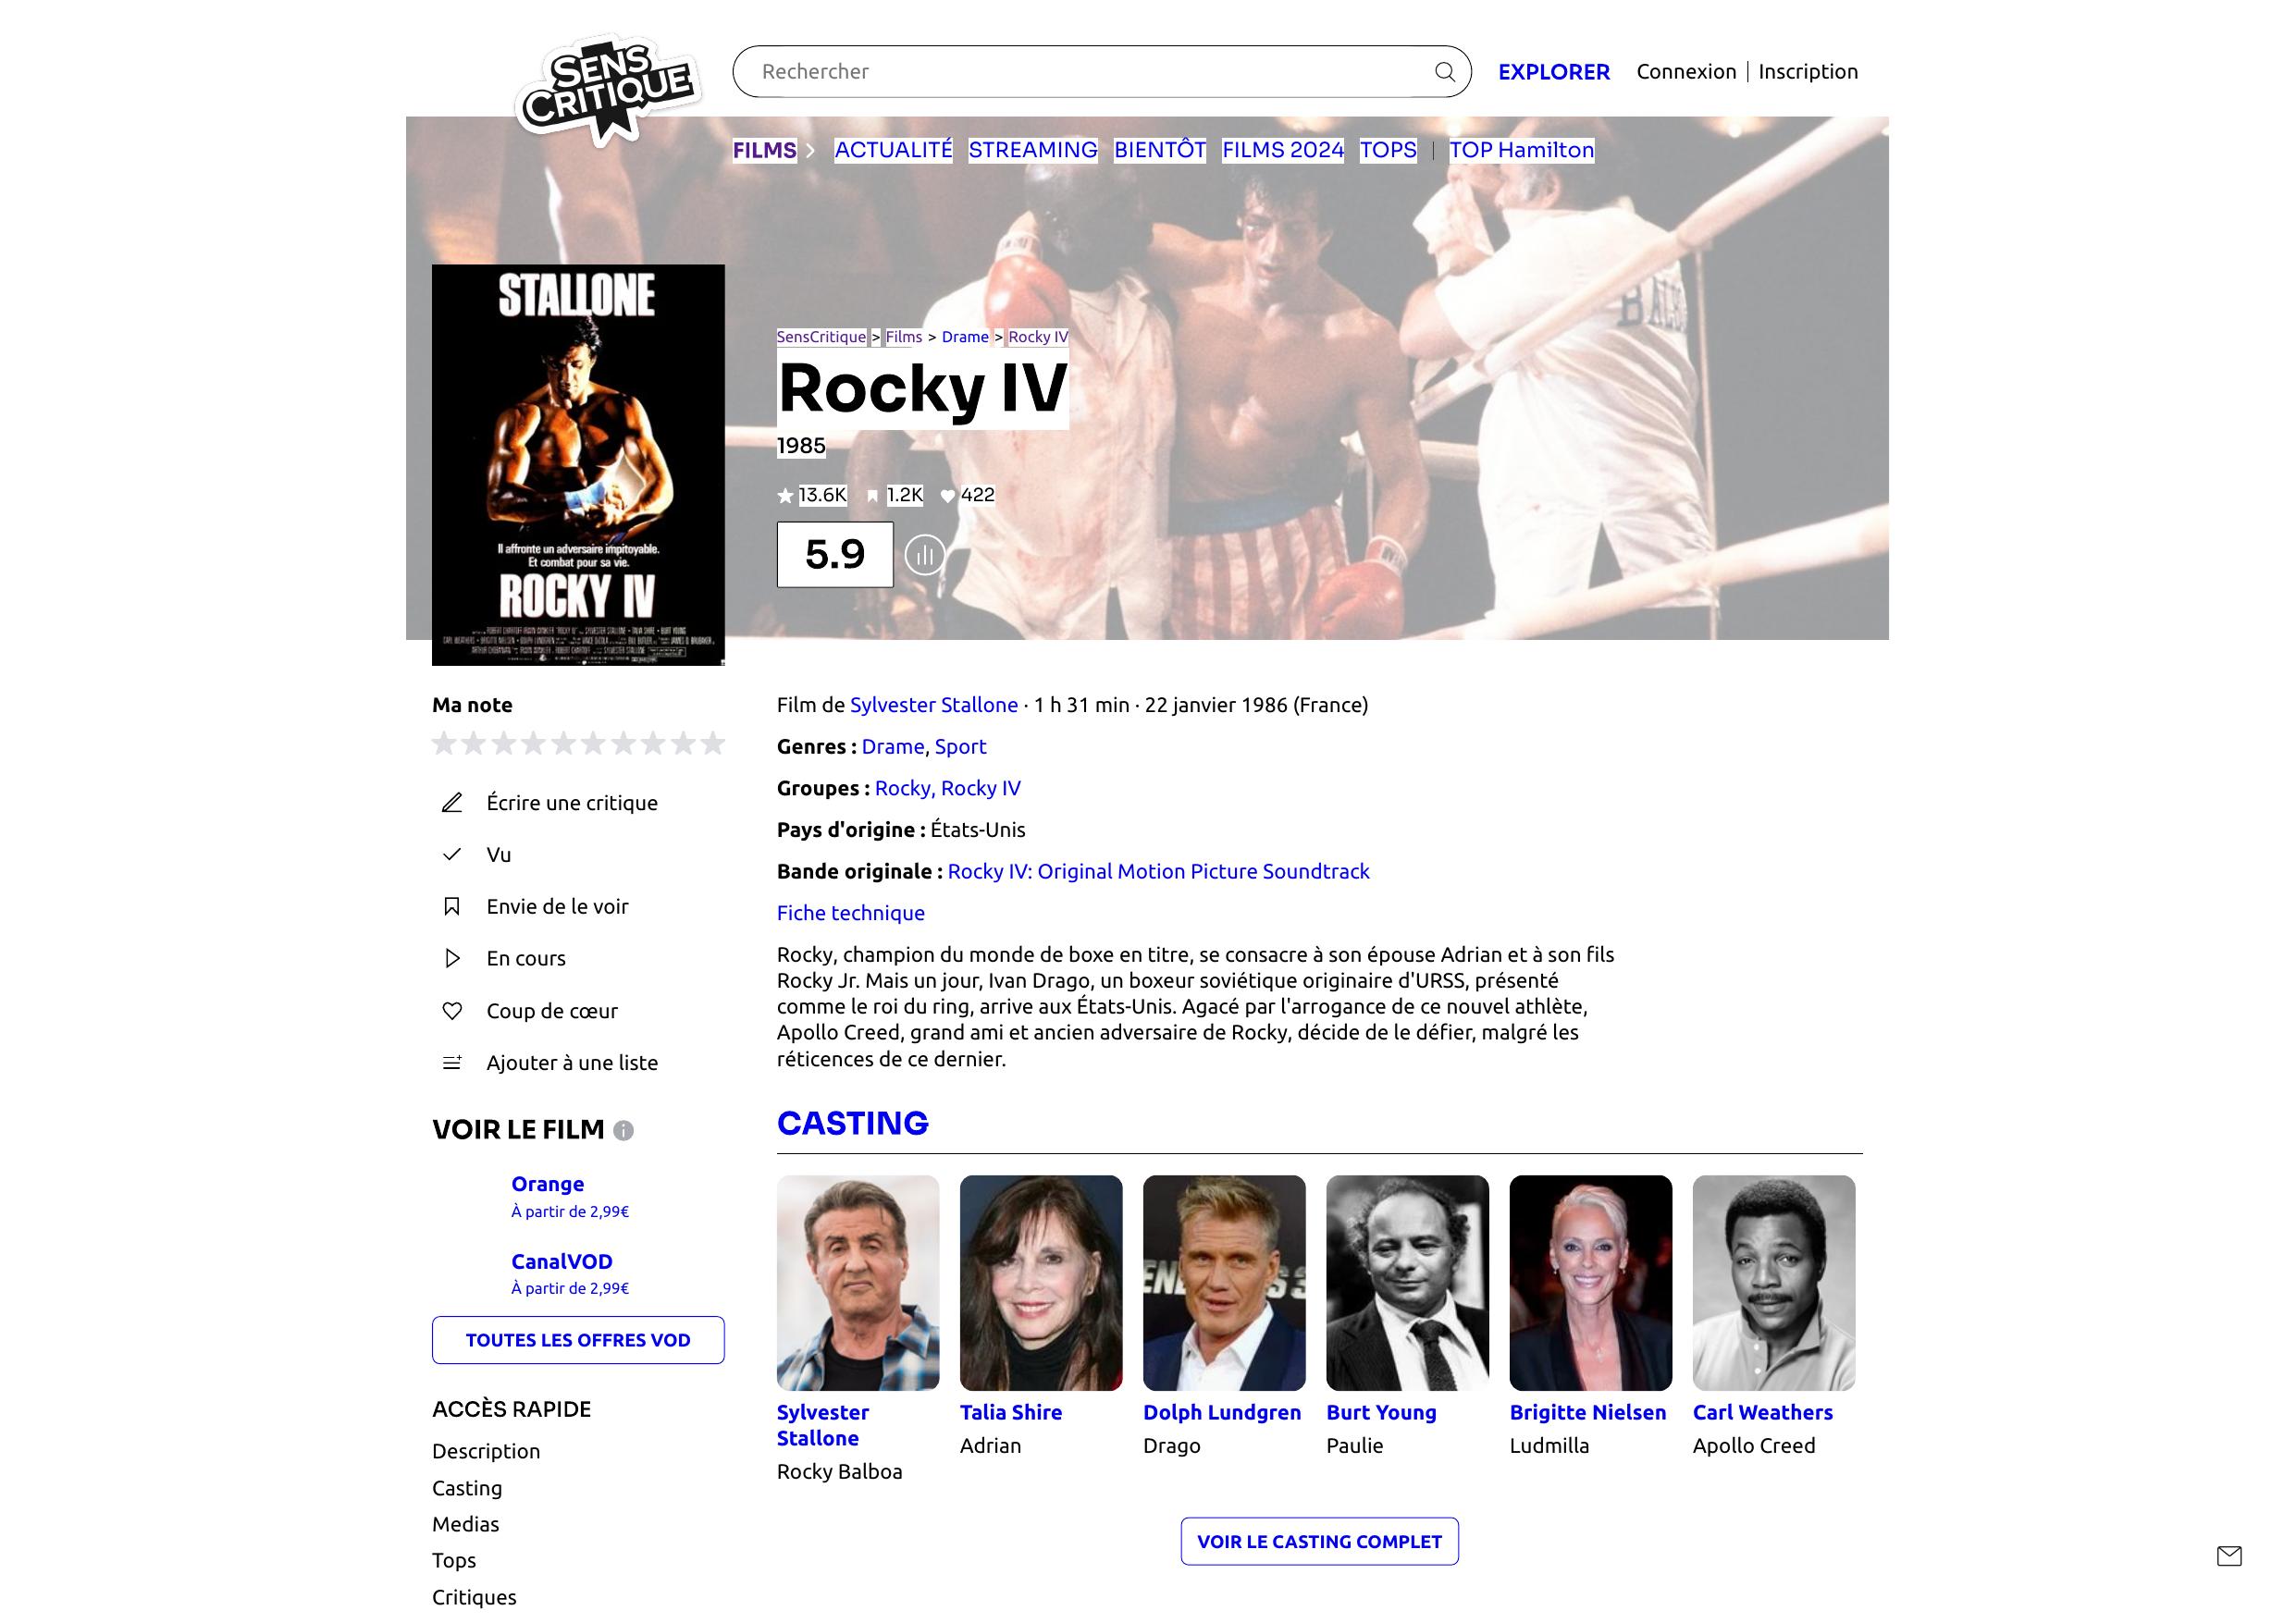 SENS
CRITIQUE
Rechercher
EXPLORER
Connexion | Inscription
FILMS > ACTUALITÉ STREAMING BIENTÔT FILMS 2024 TOPS | TOP Hamilton
STALLONE
Il affronte un adversaire impitoyable.
Et combat pour sa vie.
ROCKY IV
SensCritique > Films > Drame > Rocky IV
Rocky IV
1985
13.6K 1.2K 422
5.9
Ma note
Écrire une critique
Vu
Envie de le voir
En cours
Coup de cœur
Ajouter à une liste
VOIR LE FILM
Orange
À partir de 2,99€
CanalVOD
À partir de 2,99€
TOUTES LES OFFRES VOD
ACCÈS RAPIDE
Description
Casting
Medias
Tops
Critiques
Film de Sylvester Stallone · 1 h 31 min · 22 janvier 1986 (France)
Genres : Drame, Sport
Groupes : Rocky, Rocky IV
Pays d'origine : États-Unis
Bande originale : Rocky IV: Original Motion Picture Soundtrack
Fiche technique
Rocky, champion du monde de boxe en titre, se consacre à son épouse Adrian et à son fils
Rocky Jr. Mais un jour, Ivan Drago, un boxeur soviétique originaire d'URSS, présenté
comme le roi du ring, arrive aux États-Unis. Agacé par l'arrogance de ce nouvel athlète,
Apollo Creed, grand ami et ancien adversaire de Rocky, décide de le défier, malgré les
réticences de ce dernier.
CASTING
Sylvester
Stallone
Rocky Balboa
Talia Shire
Adrian
Dolph Lundgren
Drago
Burt Young
Paulie
Brigitte Nielsen
Ludmilla
Carl Weathers
Apollo Creed
VOIR LE CASTING COMPLET